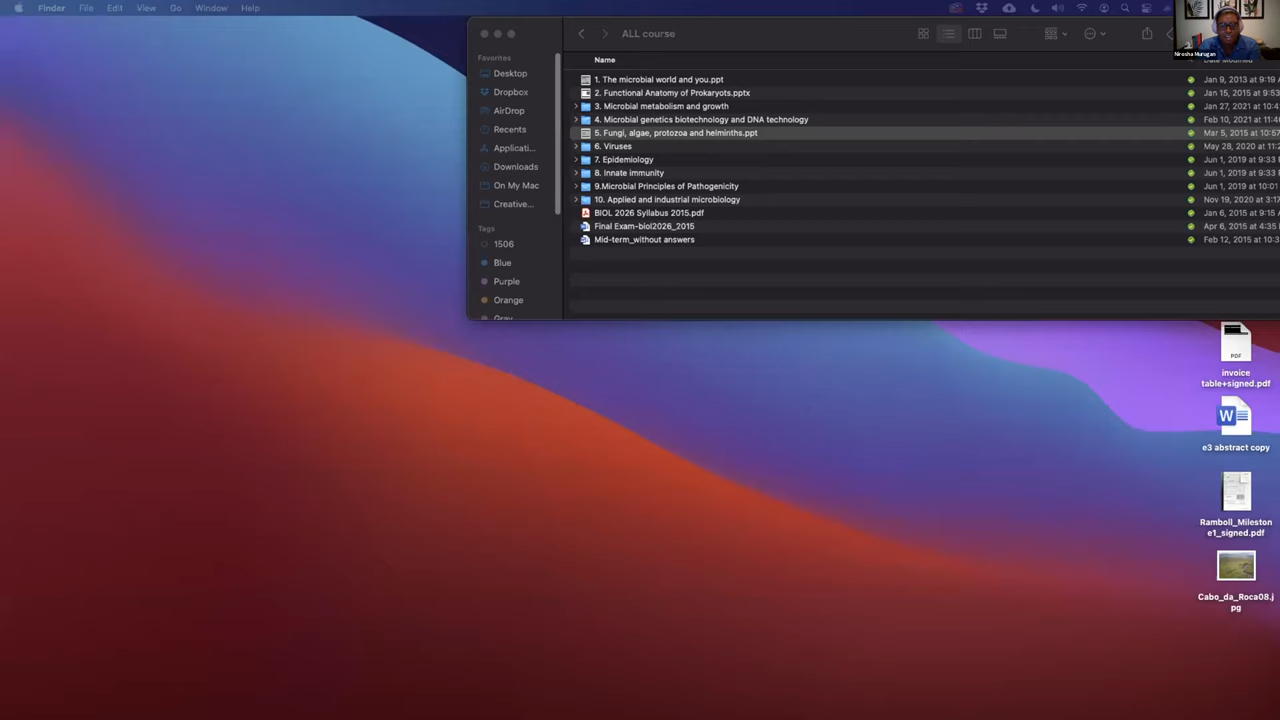 Finder File Edit View Go Window Help
ALL course
Nirosha Murugan
Favorites
Desktop
Dropbox
AirDrop
Recents
Applicati...
Downloads
On My Mac
Creative...
Tags
1506
Blue
Purple
Orange
Name
1. The microbial world and you.ppt Jan 9, 2013 at 9:19
2. Functional Anatomy of Prokaryots.pptx Jan 15, 2015 at 9:53
3. Microbial metabolism and growth Jan 27, 2021 at 10:4
4. Microbial genetics biotechnology and DNA technology Feb 10, 2021 at 11:4
5. Fungi, algae, protozoa and helminths.ppt Mar 5, 2015 at 10:57
6. Viruses May 28, 2020 at 11:2
7. Epidemiology Jun 1, 2019 at 9:33
8. Innate immunity Jun 1, 2019 at 9:33
9.Microbial Principles of Pathogenicity Jun 1, 2019 at 10:01
10. Applied and industrial microbiology Nov 19, 2020 at 3:17
BIOL 2026 Syllabus 2015.pdf Jan 6, 2015 at 9:15
Final Exam-biol2026_2015 Apr 6, 2015 at 4:35
Mid-term_without answers Feb 12, 2015 at 10:3
PDF
invoice
table+signed.pdf
W
e3 abstract copy
Ramboll_Mileston
e1_signed.pdf
Cabo_da_Roca08.j
pg